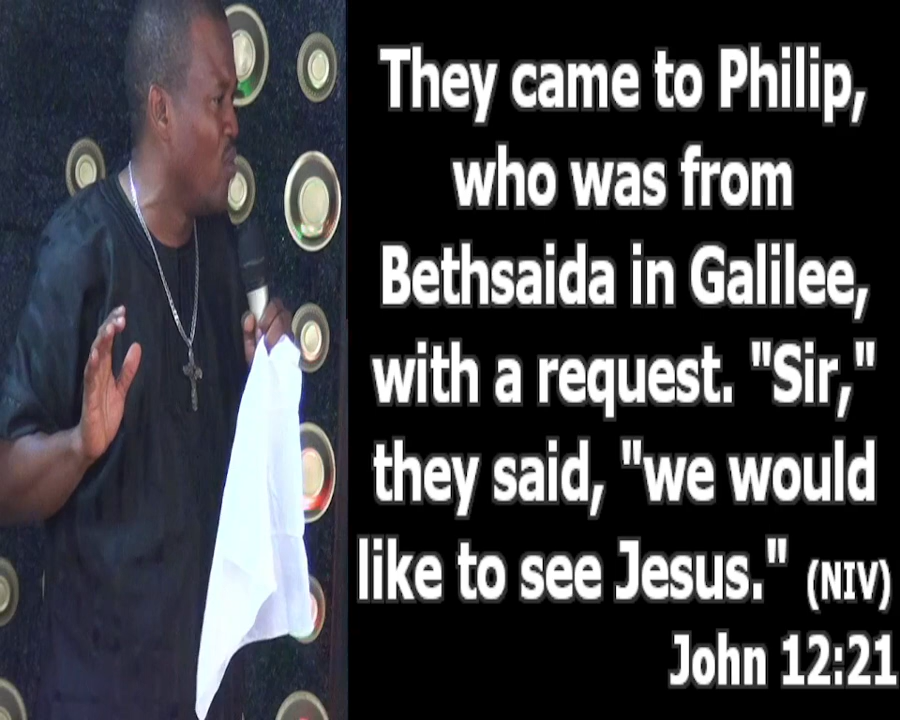 They came to Philip,
who was from
Bethsaida in Galilee,
with a request. "Sir,"
they said, "we would
like to see Jesus." (NIV)
John 12:21